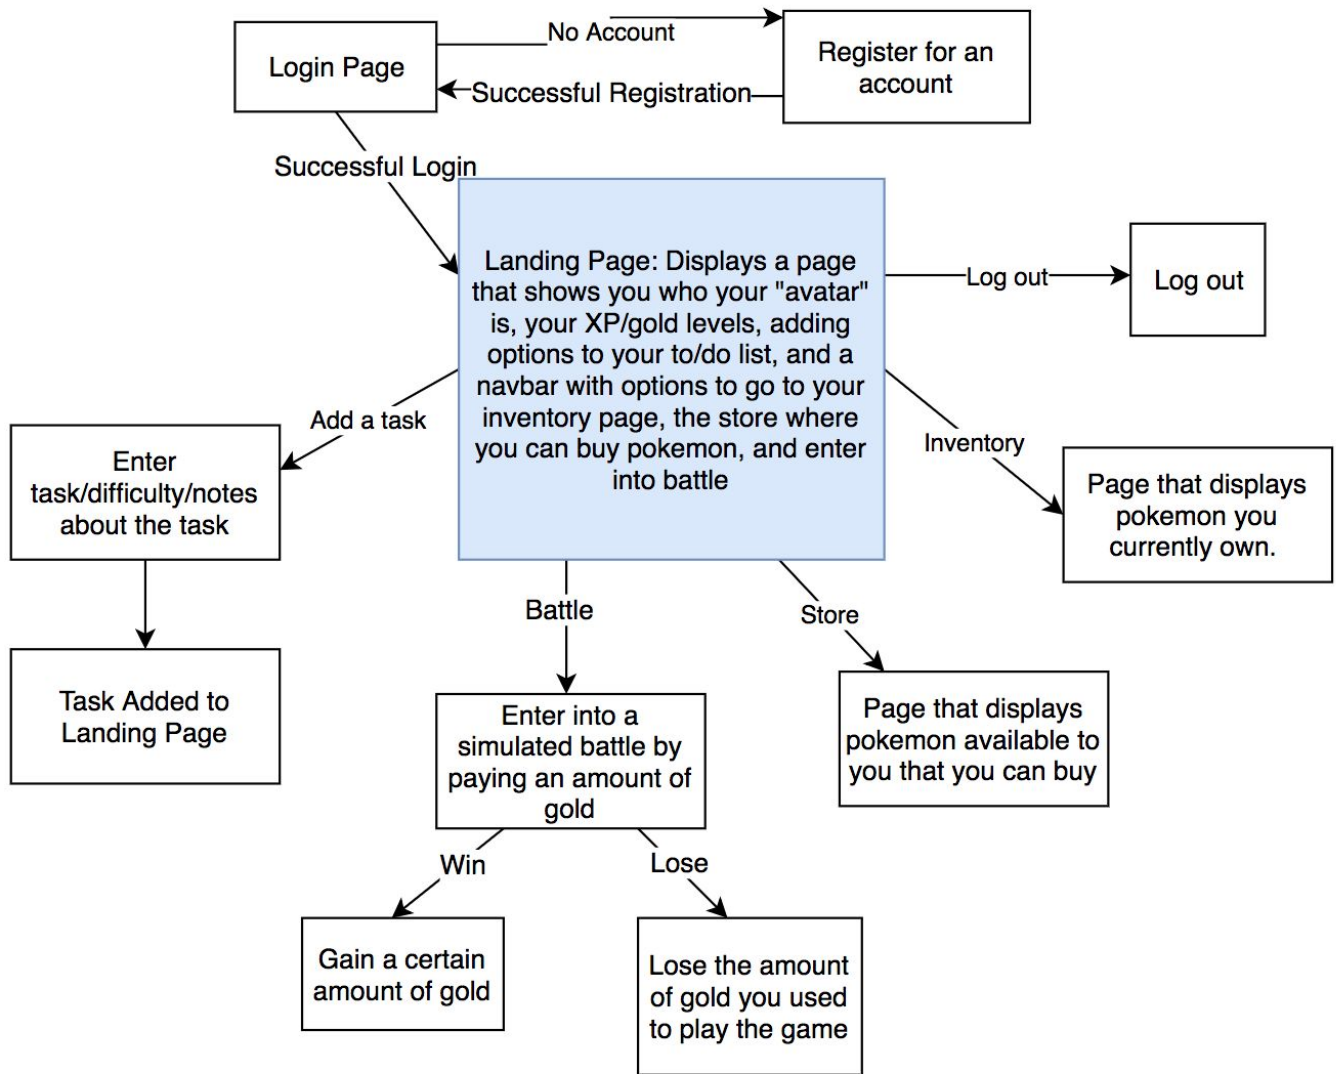 No Account
Login Page
Register for an
account
Successful Registration
Successful Login
Landing Page: Displays a page
that shows you who your "avatar"
is, your XP/gold levels, adding
options to your to/do list, and a
navbar with options to go to your
inventory page, the store where
you can buy pokemon, and enter
into battle
Log out
Log out
Add a task
Inventory
Enter
task/difficulty/notes
about the task
Page that displays
pokemon you
currently own.
Battle
Store
Task Added to
Landing Page
Enter into a
simulated battle by
paying an amount of
gold
Page that displays
pokemon available to
you that you can buy
Win
Lose
Gain a certain
amount of gold
Lose the amount
of gold you used
to play the game